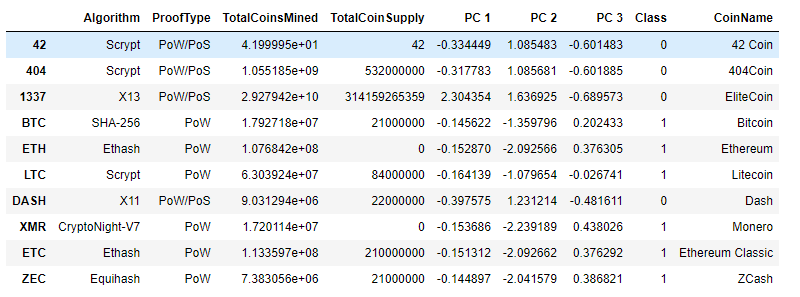 Algorithm ProofType TotalCoinsMined TotalCoinSupply PC 1 PC 2 PC 3 Class CoinName
42 Scrypt PoW/PoS 4.199995e+01 42 -0.334449 1.085483 -0.601483 0 42 Coin
404 Scrypt PoW/PoS 1.055185e+09 532000000 -0.317783 1.085681 -0.601885 0 404Coin
1337 X13 PoW/PoS 2.927942e+10 314159265359 2.304354 1.636925 -0.689573 0 EliteCoin
BTC SHA-256 PoW 1.792718e+07 21000000 -0.145622 -1.359796 0.202433 1 Bitcoin
ETH Ethash PoW 1.076842e+08 0 -0.152870 -2.092566 0.376305 1 Ethereum
LTC Scrypt PoW 6.303924e+07 84000000 -0.164139 -1.079654 -0.026741 1 Litecoin
DASH X11 PoW/PoS 9.031294e+06 22000000 -0.397575 1.231214 -0.481611 0 Dash
XMR CryptoNight-V7 PoW 1.720114e+07 0 -0.153686 -2.239189 0.438026 1 Monero
ETC Ethash PoW 1.133597e+08 210000000 -0.151312 -2.092662 0.376292 1 Ethereum Classic
ZEC Equihash PoW 7.383056e+06 21000000 -0.144897 -2.041579 0.386821 1 ZCash